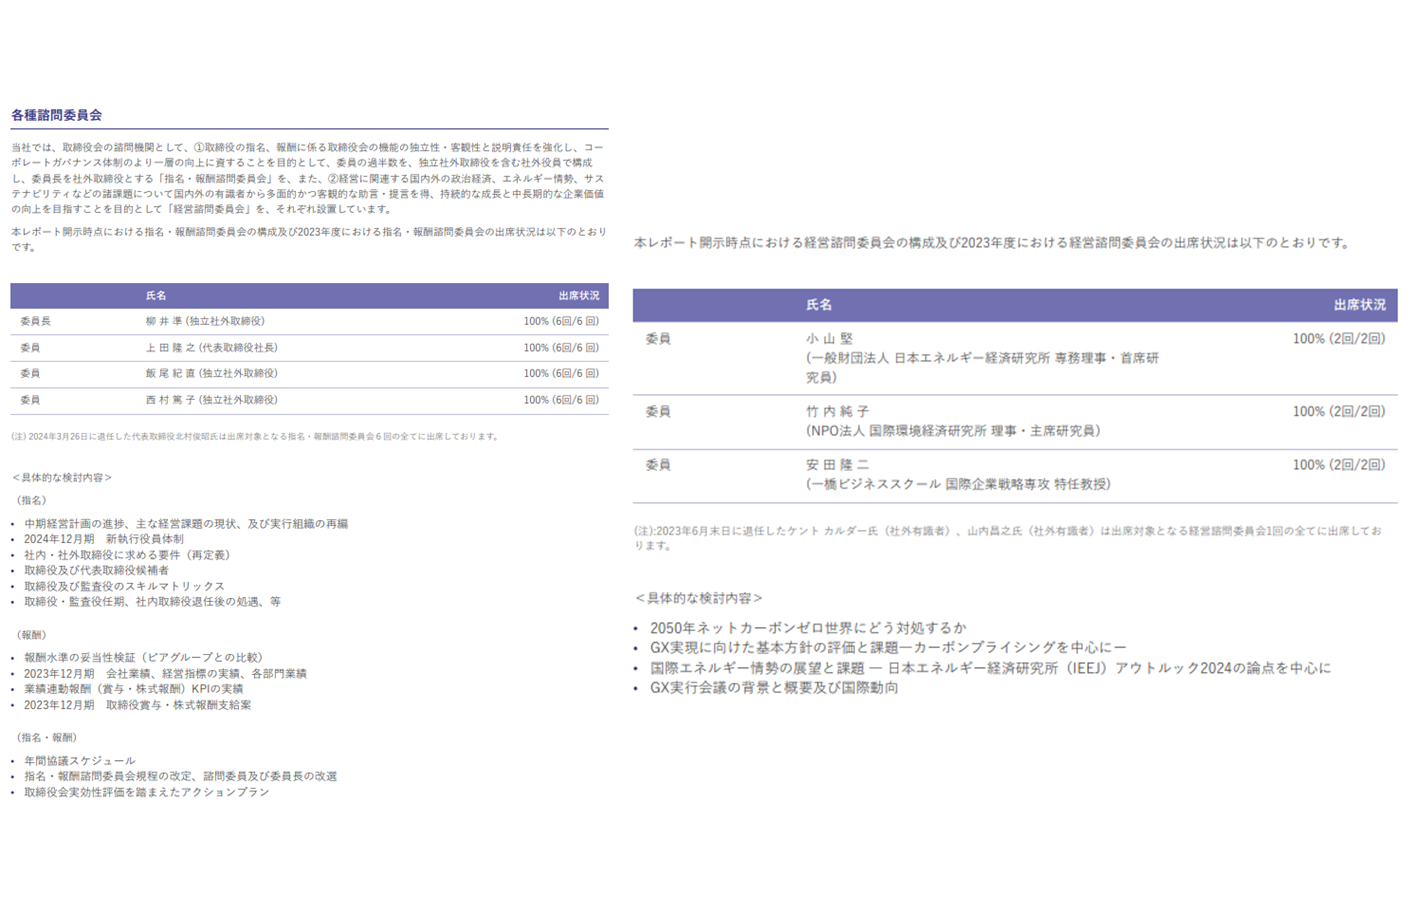 各種諮問委員会
当社では、取締役会の諮問機関として、①取締役の指名、報酬に係る取締役会の機能の独立性・客観性と説明責任を強化し、コー
ポレートガバナンス体制のより一層の向上に資することを目的として、委員の過半数を、独立社外取締役を含む社外役員で構成
し、委員長を社外取締役とする「指名・報酬諮問委員会」を、また、②経営に関連する国内外の政治経済、エネルギー情勢、サス
テナビリティなどの諸課題について国内外の有識者から多面的かつ客観的な助言・提言を得、持続的な成長と中長期的な企業価値
の向上を目指すことを目的として「経営諮問委員会」を、それぞれ設置しています。
本レポート開示時点における指名・報酬諮問委員会の構成及び2023年度における指名・報酬諮問委員会の出席状況は以下のとおり
です。
氏名 出席状況
委員長 柳 井 準 (独立社外取締役) 100% (6回/6 回)
委員 上 田 隆 之 (代表取締役社長) 100% (6回/6 回)
委員 飯 尾 紀 直 (独立社外取締役) 100% (6回/6 回)
委員 西 村 篤 子 (独立社外取締役) 100% (6回/6 回)
(注) 2024年3月26日に退任した代表取締役北村俊昭氏は出席対象となる指名・報酬諮問委員会６回の全てに出席しております。
＜具体的な検討内容＞
（指名）
• 中期経営計画の進捗、主な経営課題の現状、及び実行組織の再編
• 2024年12月期　新執行役員体制
• 社内・社外取締役に求める要件（再定義）
• 取締役及び代表取締役候補者
• 取締役及び監査役のスキルマトリックス
• 取締役・監査役任期、社内取締役退任後の処遇、等
（報酬）
• 報酬水準の妥当性検証（ピアグループとの比較）
• 2023年12月期　会社業績、経営指標の実績、各部門業績
• 業績連動報酬（賞与・株式報酬）KPIの実績
• 2023年12月期　取締役賞与・株式報酬支給案
（指名・報酬）
• 年間協議スケジュール
• 指名・報酬諮問委員会規程の改定、諮問委員及び委員長の改選
• 取締役会実効性評価を踏まえたアクションプラン
本レポート開示時点における経営諮問委員会の構成及び2023年度における経営諮問委員会の出席状況は以下のとおりです。
氏名 出席状況
委員 小 山 堅 100% (2回/2回)
(一般財団法人 日本エネルギー経済研究所 専務理事・首席研
究員)
委員 竹 内 純 子 100% (2回/2回)
(NPO法人 国際環境経済研究所 理事・主席研究員)
委員 安 田 隆 二 100% (2回/2回)
(一橋ビジネススクール 国際企業戦略専攻 特任教授)
(注):2023年6月末日に退任したケント カルダー氏（社外有識者）、山内昌之氏（社外有識者）は出席対象となる経営諮問委員会1回の全てに出席してお
ります。
＜具体的な検討内容＞
• 2050年ネットカーボンゼロ世界にどう対処するか
• GX実現に向けた基本方針の評価と課題―カーボンプライシングを中心にー
• 国際エネルギー情勢の展望と課題 ― 日本エネルギー経済研究所（IEEJ）アウトルック2024の論点を中心に
• GX実行会議の背景と概要及び国際動向